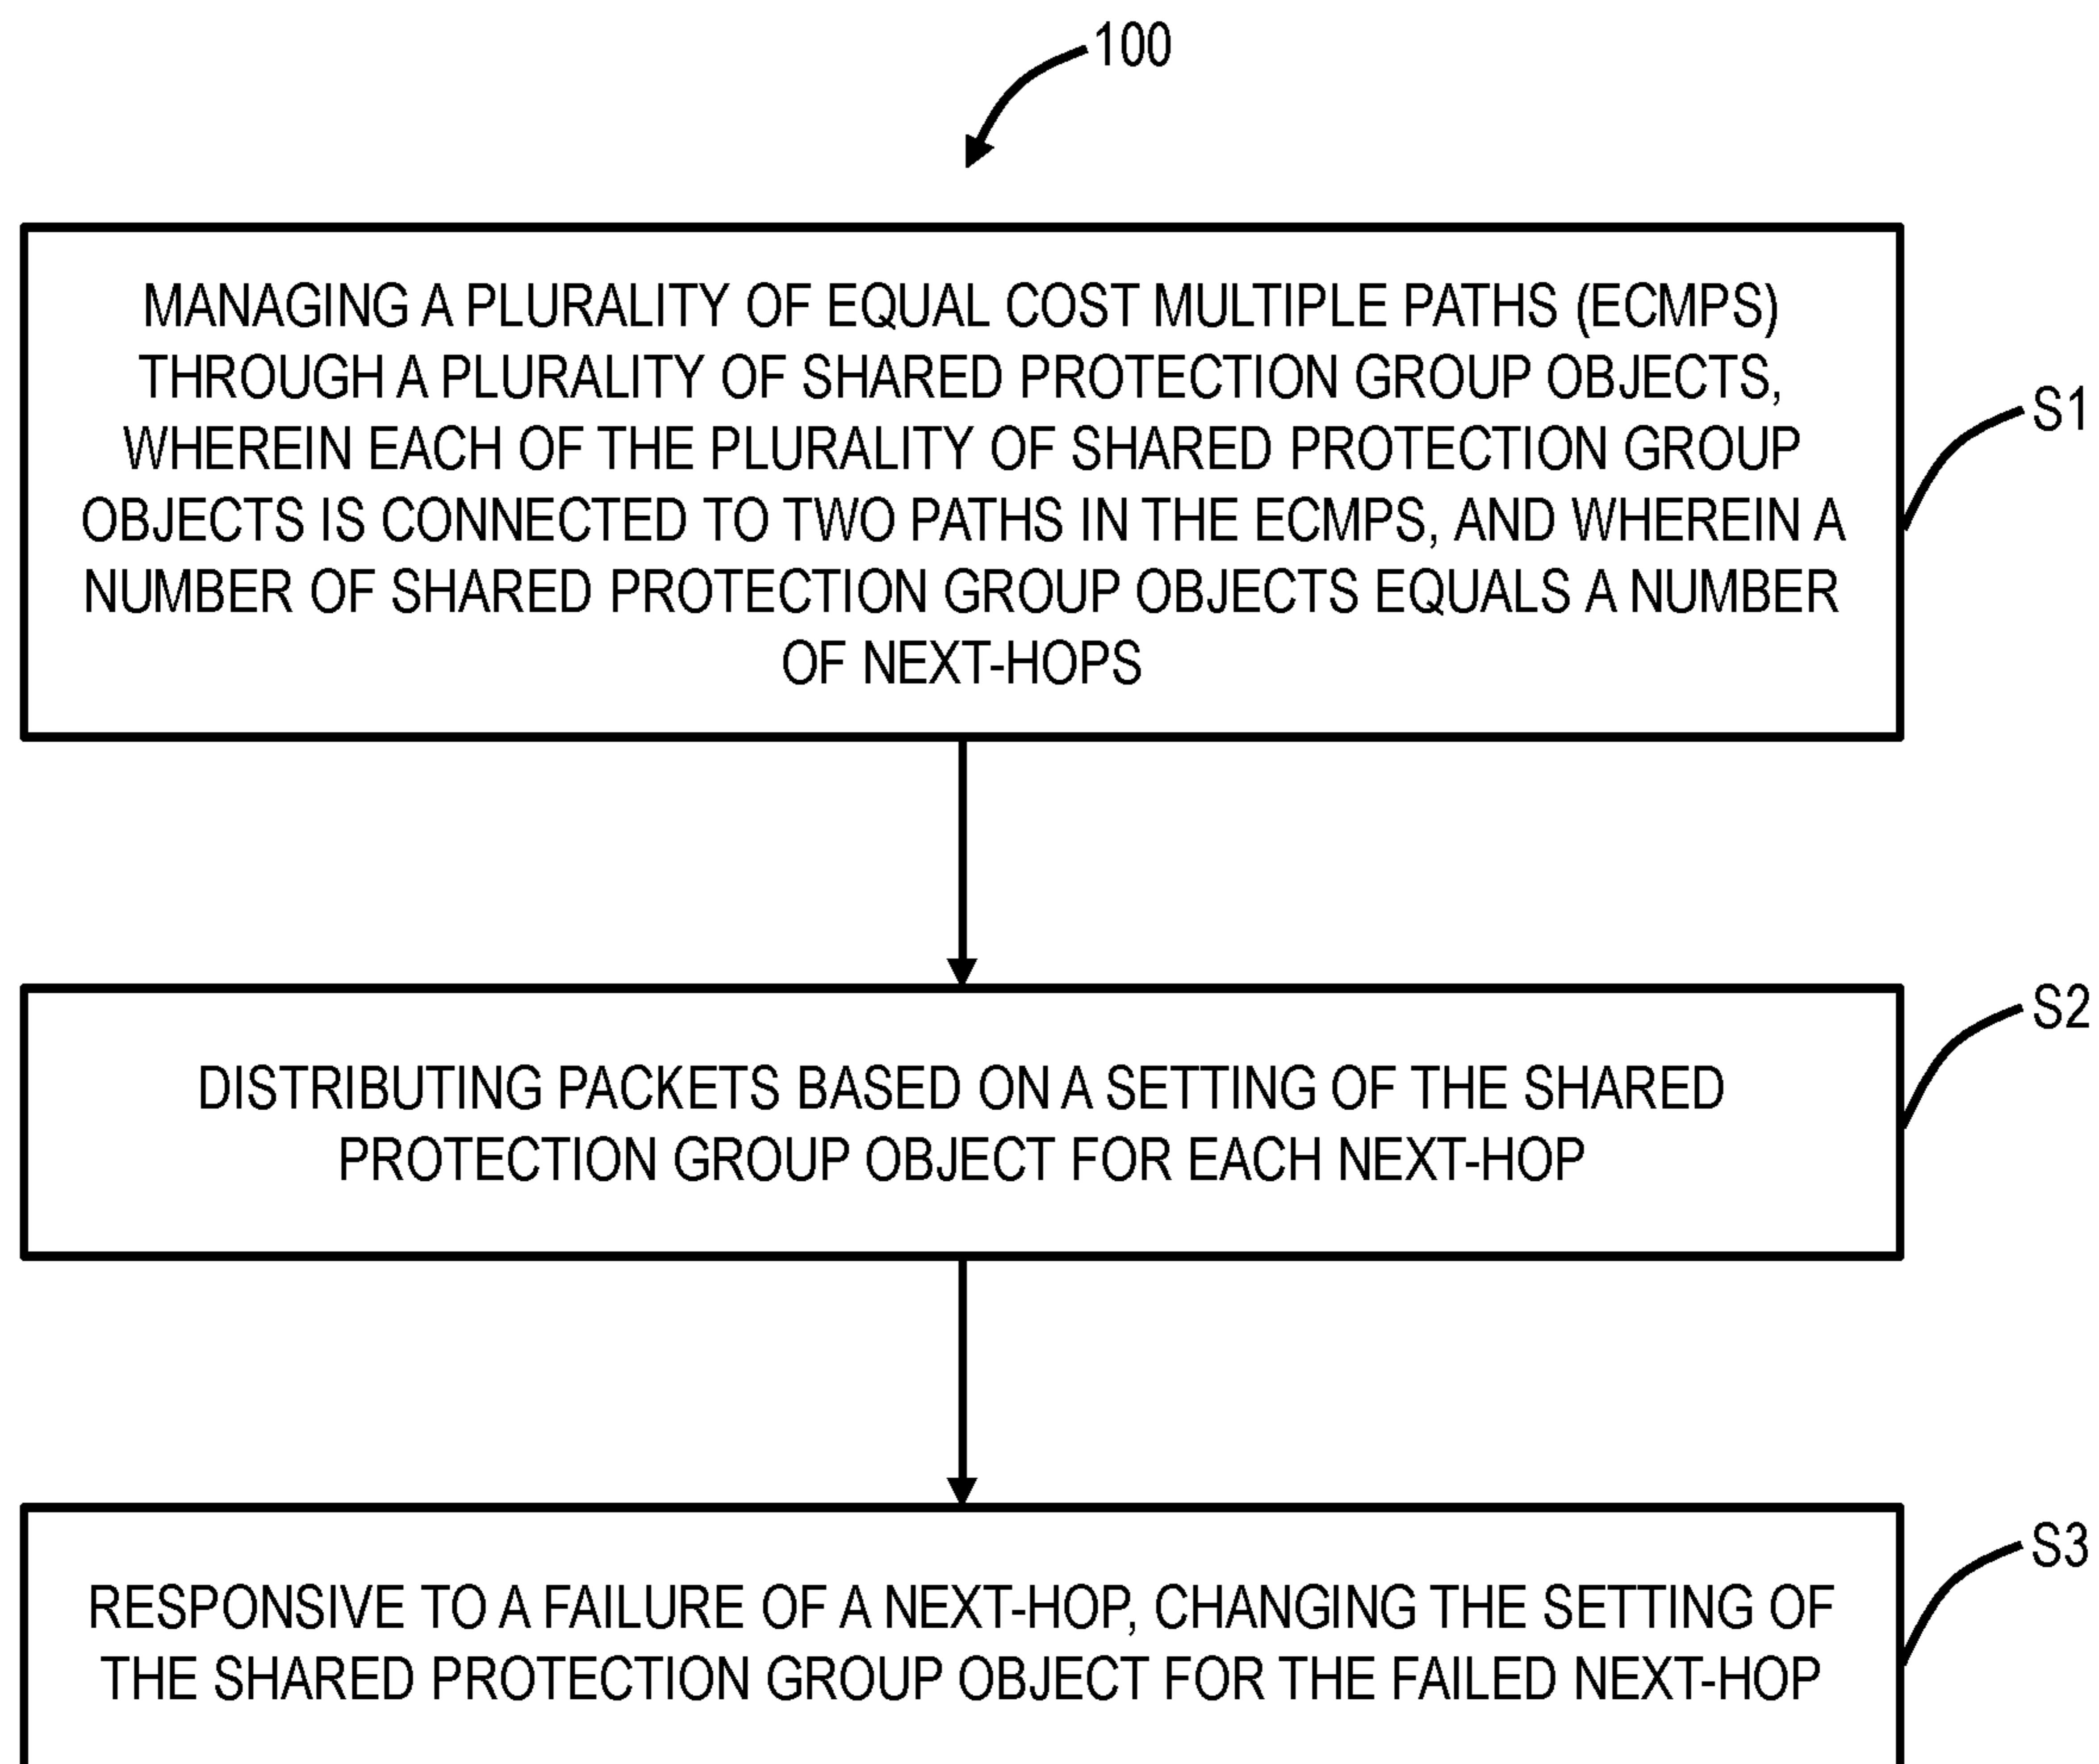 100
MANAGING A PLURALITY OF EQUAL COST MULTIPLE PATHS (ECMPS)
THROUGH A PLURALITY OF SHARED PROTECTION GROUP OBJECTS,
WHEREIN EACH OF THE PLURALITY OF SHARED PROTECTION GROUP
OBJECTS IS CONNECTED TO TWO PATHS IN THE ECMPS, AND WHEREIN A
NUMBER OF SHARED PROTECTION GROUP OBJECTS EQUALS A NUMBER
OF NEXT-HOPS
S1
DISTRIBUTING PACKETS BASED ON A SETTING OF THE SHARED
PROTECTION GROUP OBJECT FOR EACH NEXT-HOP
S2
RESPONSIVE TO A FAILURE OF A NEXT-HOP, CHANGING THE SETTING OF
THE SHARED PROTECTION GROUP OBJECT FOR THE FAILED NEXT-HOP
S3